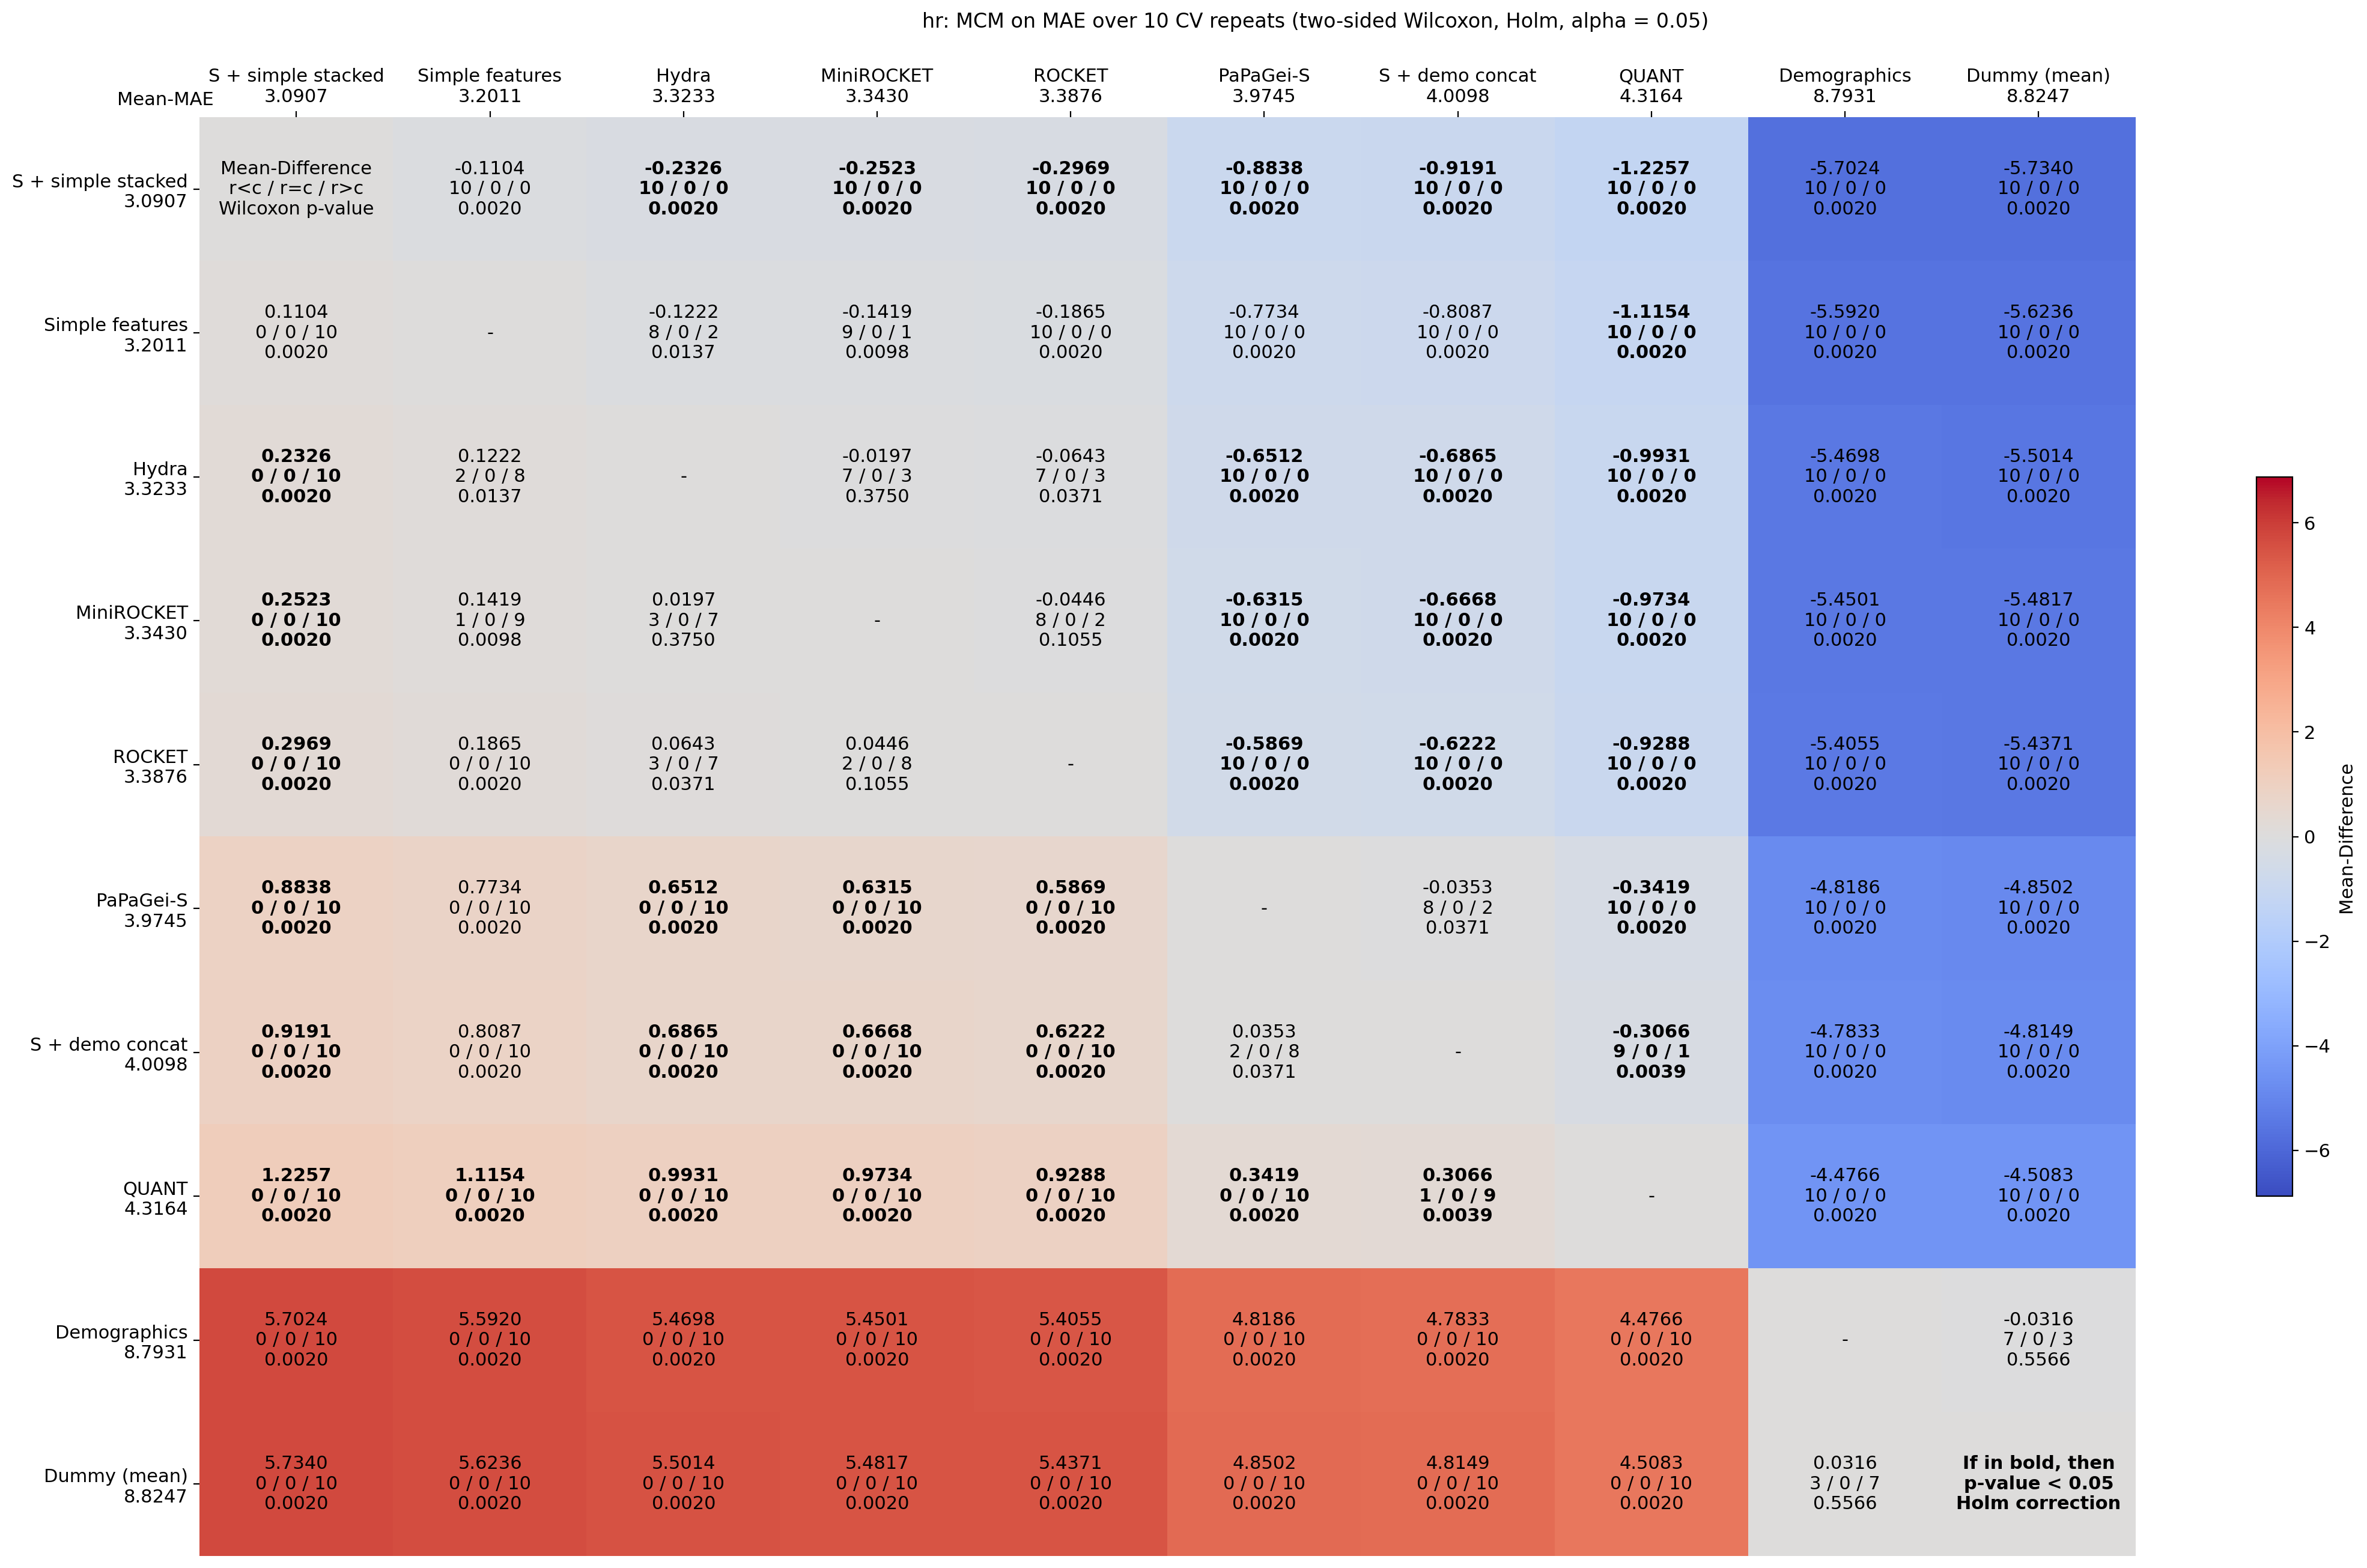 hr: MCM on MAE over 10 CV repeats (two-sided Wilcoxon, Holm, alpha = 0.05)
Mean-MAE
S + simple stacked Simple features Hydra MiniROCKET ROCKET PaPaGei-S S + demo concat QUANT Demographics Dummy (mean)
3.0907 3.2011 3.3233 3.3430 3.3876 3.9745 4.0098 4.3164 8.7931 8.8247
S + simple stacked
3.0907
Mean-Difference -0.1104 -0.2326 -0.2523 -0.2969 -0.8838 -0.9191 -1.2257 -5.7024 -5.7340
r<c / r=c / r>c 10 / 0 / 0 10 / 0 / 0 10 / 0 / 0 10 / 0 / 0 10 / 0 / 0 10 / 0 / 0 10 / 0 / 0 10 / 0 / 0 10 / 0 / 0
Wilcoxon p-value 0.0020 0.0020 0.0020 0.0020 0.0020 0.0020 0.0020 0.0020 0.0020
Simple features
3.2011
0.1104 -0.1222 -0.1419 -0.1865 -0.7734 -0.8087 -1.1154 -5.5920 -5.6236
0 / 0 / 10 - 8 / 0 / 2 9 / 0 / 1 10 / 0 / 0 10 / 0 / 0 10 / 0 / 0 10 / 0 / 0 10 / 0 / 0 10 / 0 / 0
0.0020 0.0137 0.0098 0.0020 0.0020 0.0020 0.0020 0.0020 0.0020
Hydra
3.3233
0.2326 0.1222 -0.0197 -0.0643 -0.6512 -0.6865 -0.9931 -5.4698 -5.5014
0 / 0 / 10 2 / 0 / 8 - 7 / 0 / 3 7 / 0 / 3 10 / 0 / 0 10 / 0 / 0 10 / 0 / 0 10 / 0 / 0 10 / 0 / 0
0.0020 0.0137 0.3750 0.0371 0.0020 0.0020 0.0020 0.0020 0.0020
MiniROCKET
3.3430
0.2523 0.1419 0.0197 -0.0446 -0.6315 -0.6668 -0.9734 -5.4501 -5.4817
0 / 0 / 10 1 / 0 / 9 3 / 0 / 7 - 8 / 0 / 2 10 / 0 / 0 10 / 0 / 0 10 / 0 / 0 10 / 0 / 0 10 / 0 / 0
0.0020 0.0098 0.3750 0.1055 0.0020 0.0020 0.0020 0.0020 0.0020
ROCKET
3.3876
0.2969 0.1865 0.0643 0.0446 -0.5869 -0.6222 -0.9288 -5.4055 -5.4371
0 / 0 / 10 0 / 0 / 10 3 / 0 / 7 2 / 0 / 8 - 10 / 0 / 0 10 / 0 / 0 10 / 0 / 0 10 / 0 / 0 10 / 0 / 0
0.0020 0.0020 0.0371 0.1055 0.0020 0.0020 0.0020 0.0020 0.0020
PaPaGei-S
3.9745
0.8838 0.7734 0.6512 0.6315 0.5869 -0.0353 -0.3419 -4.8186 -4.8502
0 / 0 / 10 0 / 0 / 10 0 / 0 / 10 0 / 0 / 10 0 / 0 / 10 - 8 / 0 / 2 10 / 0 / 0 10 / 0 / 0 10 / 0 / 0
0.0020 0.0020 0.0020 0.0020 0.0020 0.0371 0.0020 0.0020 0.0020
S + demo concat
4.0098
0.9191 0.8087 0.6865 0.6668 0.6222 0.0353 -0.3066 -4.7833 -4.8149
0 / 0 / 10 0 / 0 / 10 0 / 0 / 10 0 / 0 / 10 0 / 0 / 10 2 / 0 / 8 - 9 / 0 / 1 10 / 0 / 0 10 / 0 / 0
0.0020 0.0020 0.0020 0.0020 0.0020 0.0371 0.0039 0.0020 0.0020
QUANT
4.3164
1.2257 1.1154 0.9931 0.9734 0.9288 0.3419 0.3066 -4.4766 -4.5083
0 / 0 / 10 0 / 0 / 10 0 / 0 / 10 0 / 0 / 10 0 / 0 / 10 0 / 0 / 10 1 / 0 / 9 - 10 / 0 / 0 10 / 0 / 0
0.0020 0.0020 0.0020 0.0020 0.0020 0.0020 0.0039 0.0020 0.0020
Demographics
8.7931
5.7024 5.5920 5.4698 5.4501 5.4055 4.8186 4.7833 4.4766 -0.0316
0 / 0 / 10 0 / 0 / 10 0 / 0 / 10 0 / 0 / 10 0 / 0 / 10 0 / 0 / 10 0 / 0 / 10 0 / 0 / 10 - 7 / 0 / 3
0.0020 0.0020 0.0020 0.0020 0.0020 0.0020 0.0020 0.0020 0.5566
Dummy (mean)
8.8247
5.7340 5.6236 5.5014 5.4817 5.4371 4.8502 4.8149 4.5083 0.0316 If in bold, then
0 / 0 / 10 0 / 0 / 10 0 / 0 / 10 0 / 0 / 10 0 / 0 / 10 0 / 0 / 10 0 / 0 / 10 0 / 0 / 10 3 / 0 / 7 p-value < 0.05
0.0020 0.0020 0.0020 0.0020 0.0020 0.0020 0.0020 0.0020 0.5566 Holm correction
6
4
2
0
−2
−4
−6
Mean-Difference